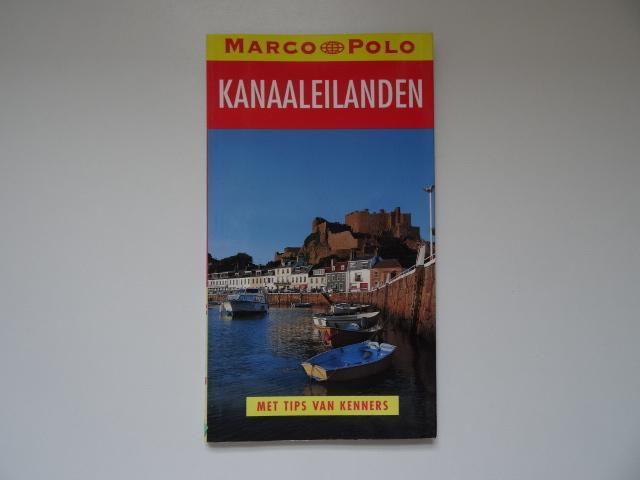 MARCO POLO
KANAALEILANDEN
MET TIPS VAN KENNERS